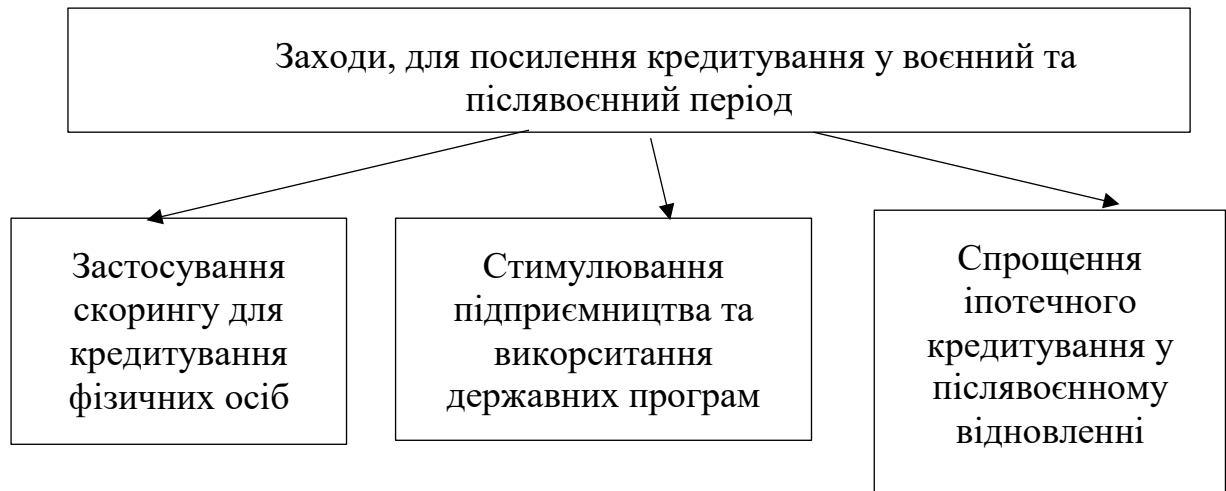 Заходи, для посилення кредитування у воєнний та
післявоєнний період
Застосування
скорингу для
кредитування
фізичних осіб
Стимулювання
підприємництва та
викорситання
державних програм
Спрощення
іпотечного
кредитування у
післявоєнному
відновленні